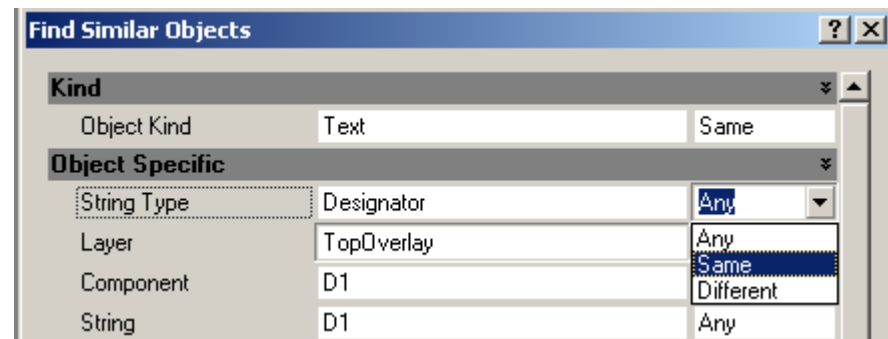 Find Similar Objects
Kind
Object Kind Text Same
Object Specific
String Type Designator Any
Layer TopOverlay Any
Component D1 Same
Different
String D1 Any